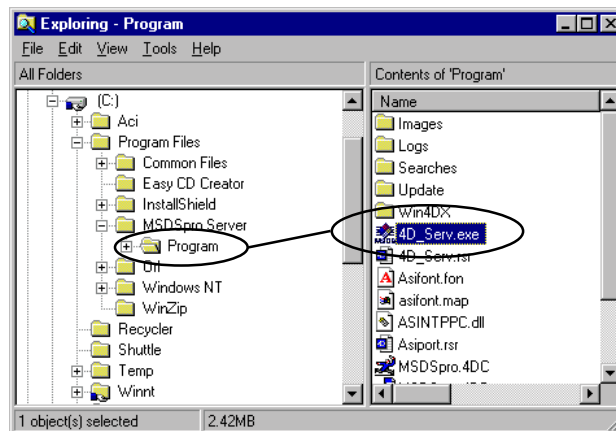 Exploring - Program
File Edit View Tools Help
All Folders
Contents of 'Program'
(C:)
Aci
Program Files
Common Files
Easy CD Creator
InstallShield
MSDSpro Server
Program
Windows NT
WinZip
Recycler
Shuttle
Temp
Winnt
Name
Images
Logs
Searches
Update
Win4DX
4D_Serv.exe
4D_Serv.rsr
Asifont.fon
asifont.map
ASINTPPC.dll
Asiport.rsr
MSDSpro.4DC
1 object(s) selected
2.42MB